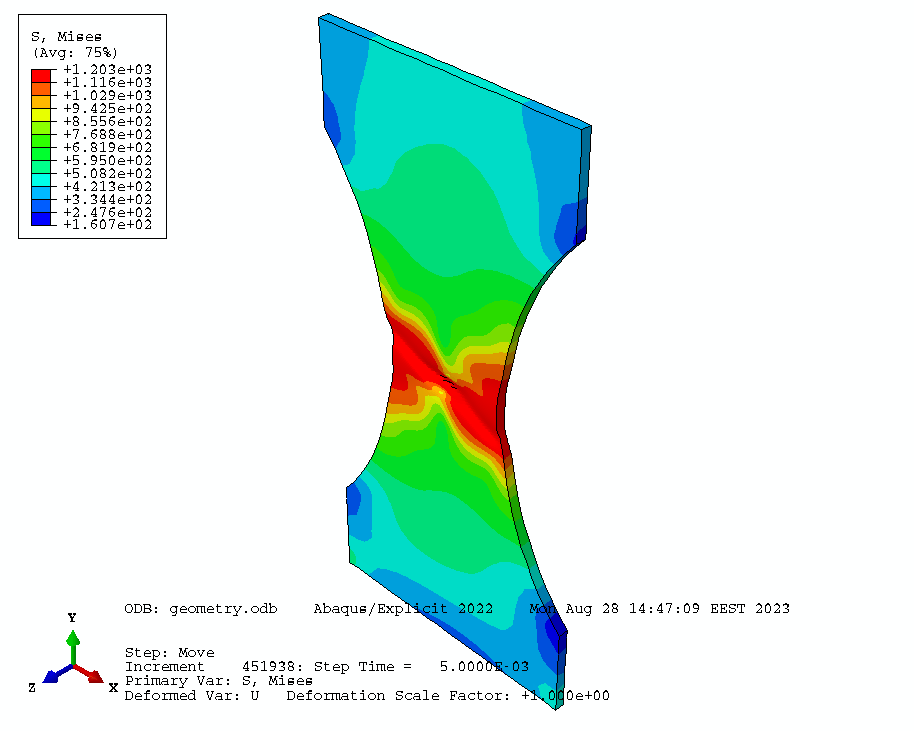 S, Mises
(Avg: 75%)
+1.203e+03
+1.116e+03
+1.029e+03
+9.425e+02
+8.556e+02
+7.688e+02
+6.819e+02
+5.950e+02
+5.082e+02
+4.213e+02
+3.344e+02
+2.476e+02
+1.607e+02
ODB: geometry.odb Abaqus/Explicit 2022 Mon Aug 28 14:47:09 EEST 2023
Y
Z
X
Step: Move
Increment 451938: Step Time = 5.0000E-03
Primary Var: S, Mises
Deformed Var: U Deformation Scale Factor: +1.000e+00